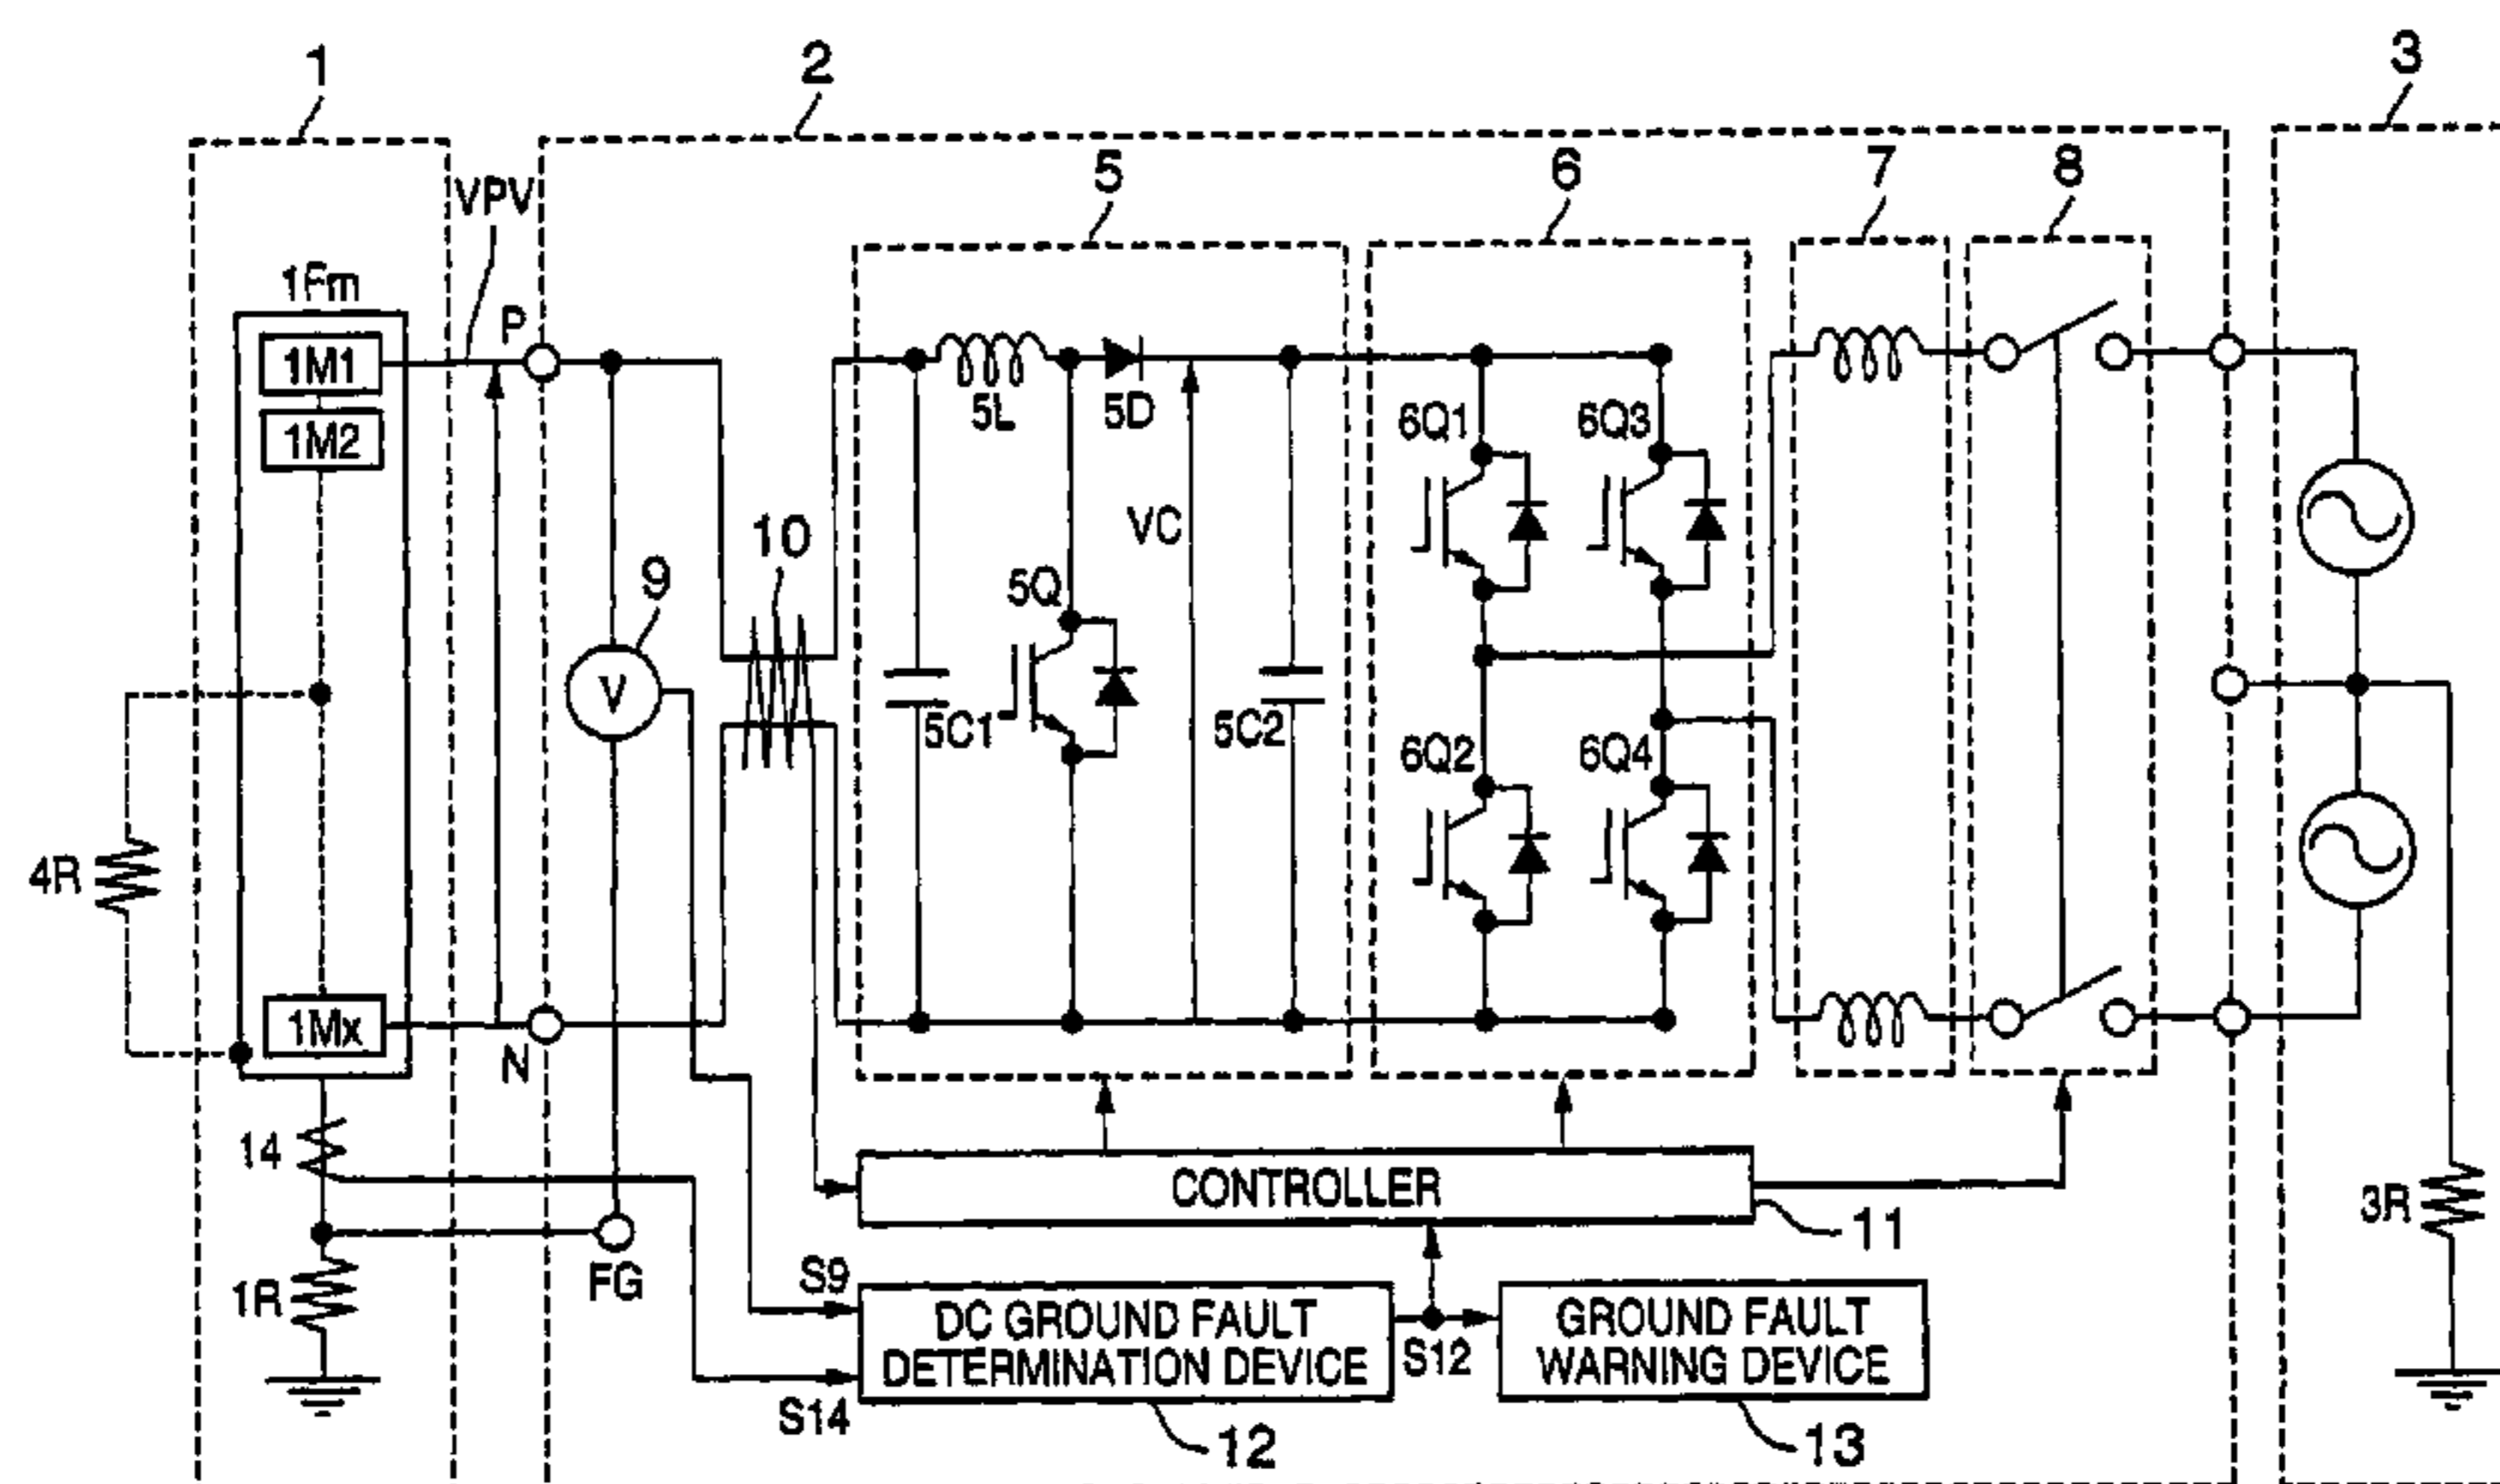 1
2
3
VPV
5
6
7
8
P
1M1
5L
5D
1M2
6Q1
6Q3
10
VC
9
5Q
V
5C1
5C2
6Q2
6Q4
4R
1Mx
N
14
CONTROLLER
3R
11
S9
FG
1R
DC GROUND FAULT
DETERMINATION DEVICE
S12
GROUND FAULT
WARNING DEVICE
S14
12
13